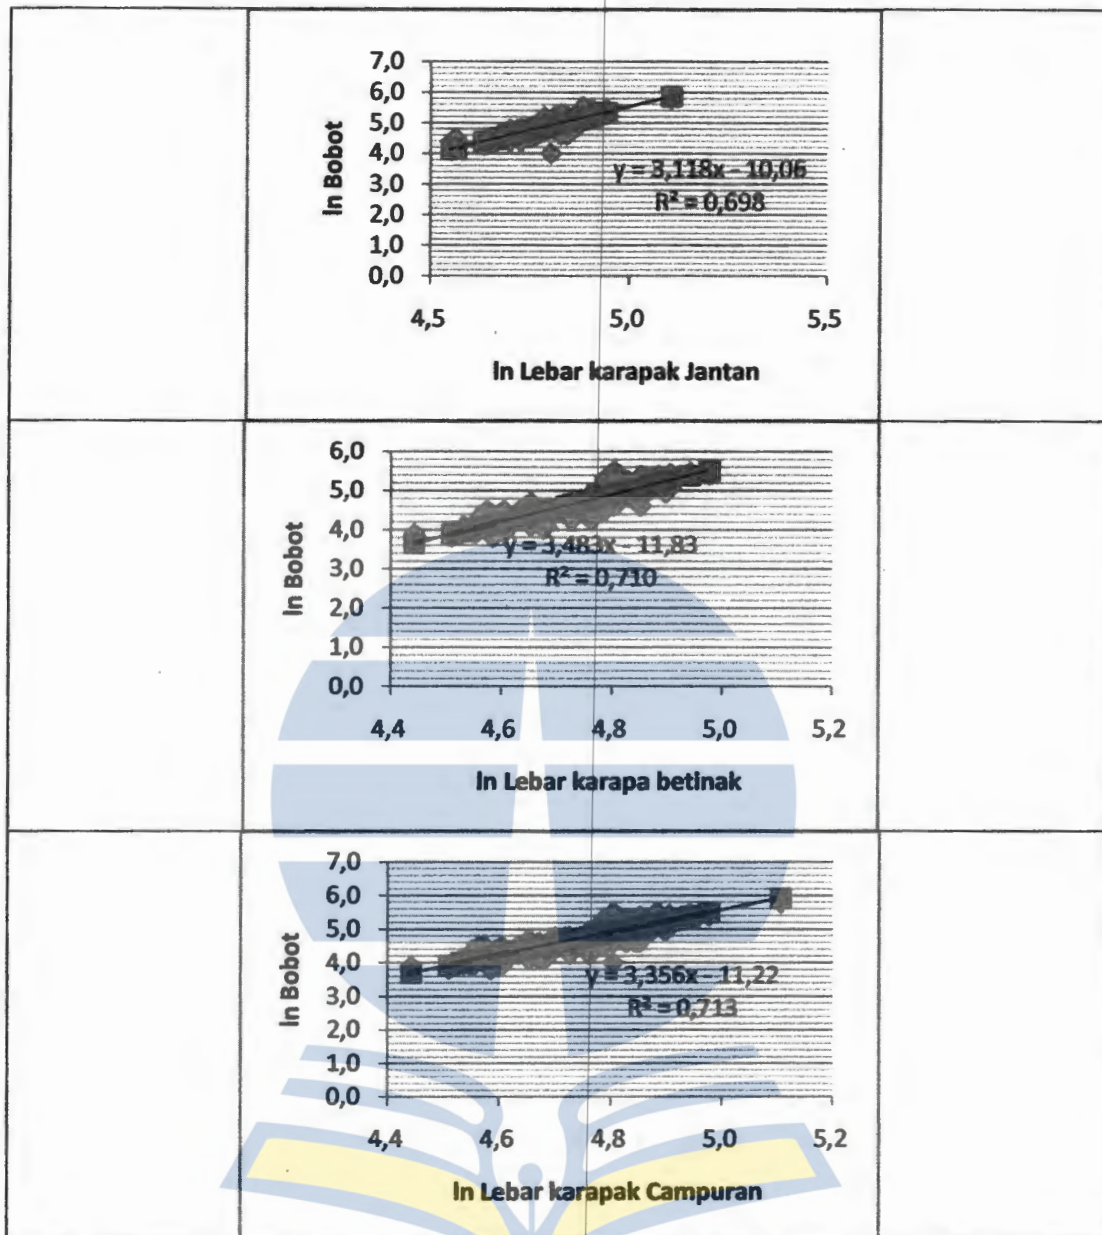 7,0
6,0
5,0
4,0
3,0
2,0
1,0
0,0
ln Bobot
y = 3,118x - 10,06
R² = 0,698
4,5 5,0 5,5
ln Lebar karapak Jantan
6,0
5,0
4,0
3,0
2,0
1,0
0,0
ln Bobot
y = 3,483x - 11,83
R² = 0,710
4,4 4,6 4,8 5,0 5,2
ln Lebar karapa betinak
7,0
6,0
5,0
4,0
3,0
2,0
1,0
0,0
ln Bobot
y = 3,356x - 11,22
R² = 0,713
4,4 4,6 4,8 5,0 5,2
ln Lebar karapak Campuran